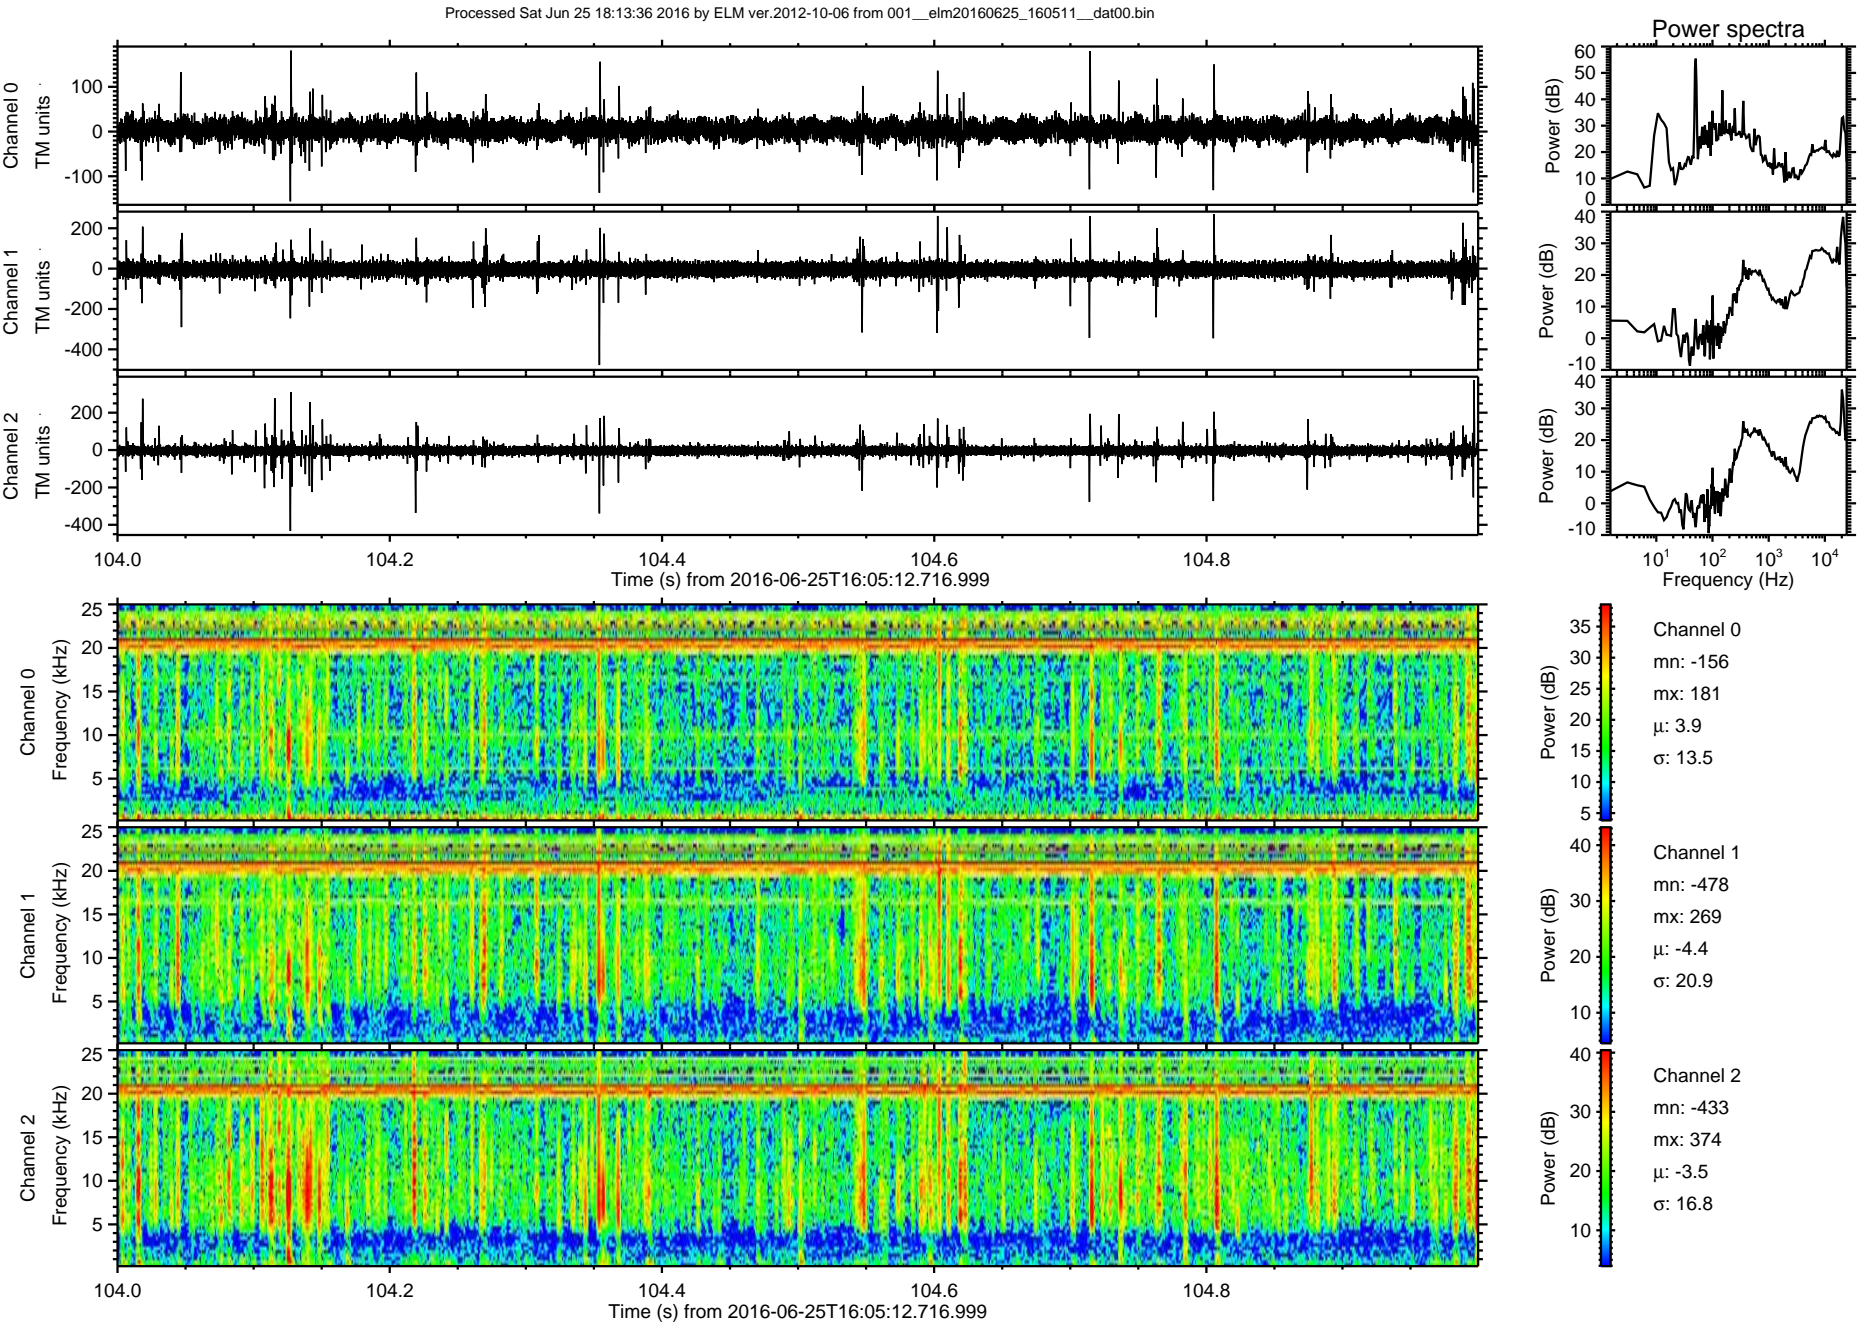 Processed Sat Jun 25 18:13:36 2016 by ELM ver.2012-10-06 from 001__elm20160625_160511__dat00.bin
Power spectra
Channel 0
TM units
100
0
-100
Power (dB)
60
50
40
30
20
10
0
Channel 1
TM units
200
0
-200
-400
Power (dB)
40
30
20
10
0
-10
Channel 2
TM units
200
0
-200
-400
Power (dB)
40
30
20
10
0
-10
104.0 104.2 104.4 104.6 104.8
Time (s) from 2016-06-25T16:05:12.716.999
10¹ 10² 10³ 10⁴
Frequency (Hz)
Channel 0
Frequency (kHz)
25
20
15
10
5
Power (dB)
35
30
25
20
15
10
5
Channel 0
mn: -156
mx: 181
μ: 3.9
σ: 13.5
Channel 1
Frequency (kHz)
25
20
15
10
5
Power (dB)
40
30
20
10
Channel 1
mn: -478
mx: 269
μ: -4.4
σ: 20.9
Channel 2
Frequency (kHz)
25
20
15
10
5
Power (dB)
40
30
20
10
Channel 2
mn: -433
mx: 374
μ: -3.5
σ: 16.8
104.0 104.2 104.4 104.6 104.8
Time (s) from 2016-06-25T16:05:12.716.999